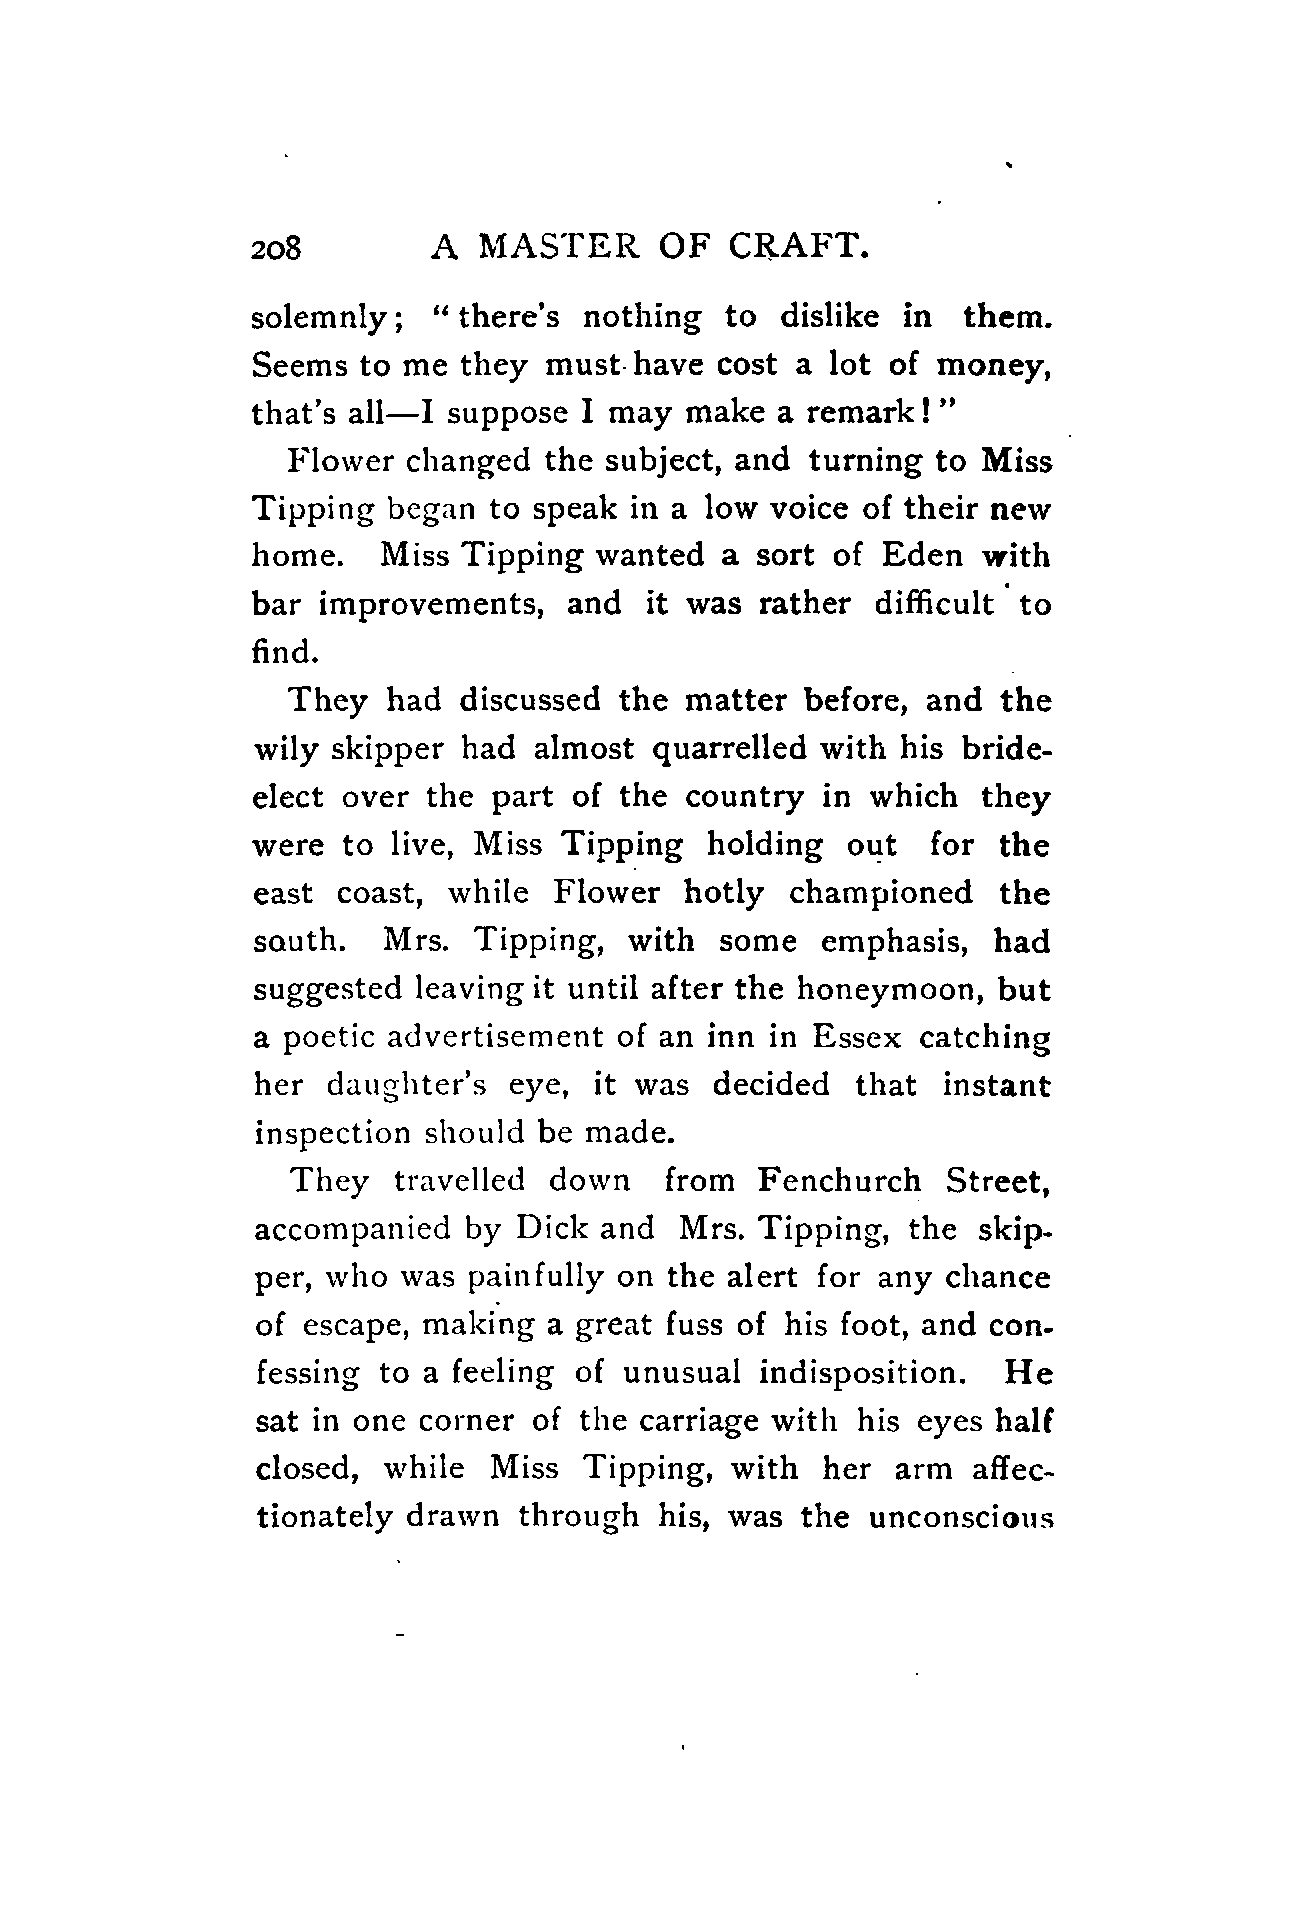 208 A MASTER OF CRAFT.
solemnly; "there's nothing to dislike in them.
Seems to me they must have cost a lot of money,
that's all—I suppose I may make a remark!"
Flower changed the subject, and turning to Miss
Tipping began to speak in a low voice of their new
home. Miss Tipping wanted a sort of Eden with
bar improvements, and it was rather difficult to
find.
They had discussed the matter before, and the
wily skipper had almost quarrelled with his bride-
elect over the part of the country in which they
were to live, Miss Tipping holding out for the
east coast, while Flower hotly championed the
south. Mrs. Tipping, with some emphasis, had
suggested leaving it until after the honeymoon, but
a poetic advertisement of an inn in Essex catching
her daughter's eye, it was decided that instant
inspection should be made.
They travelled down from Fenchurch Street,
accompanied by Dick and Mrs. Tipping, the skip-
per, who was painfully on the alert for any chance
of escape, making a great fuss of his foot, and con-
fessing to a feeling of unusual indisposition. He
sat in one corner of the carriage with his eyes half
closed, while Miss Tipping, with her arm affec-
tionately drawn through his, was the unconscious